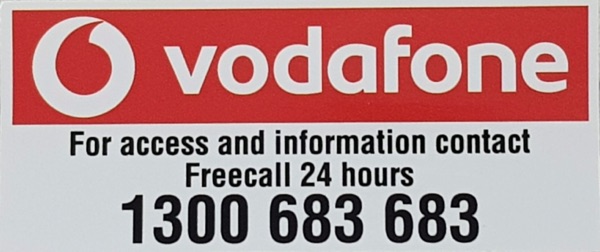 vodafone
For access and information contact
Freecall 24 hours
1300 683 683